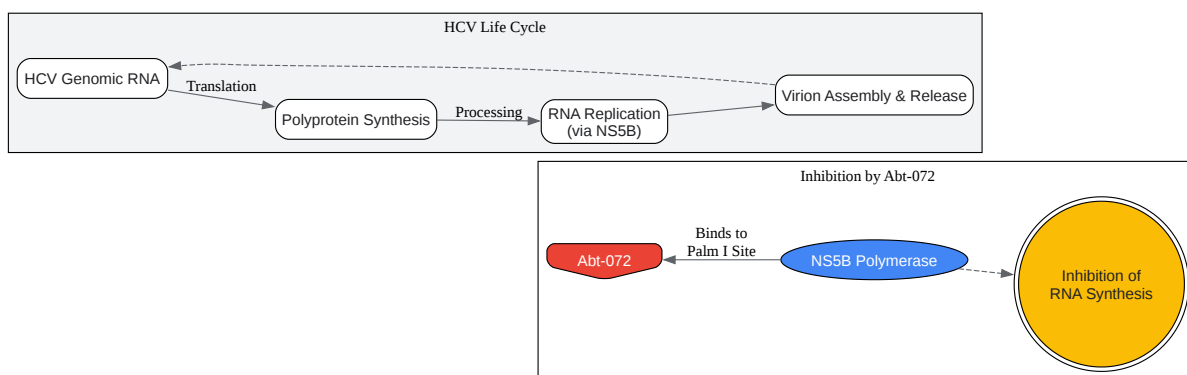 HCV Life Cycle
HCV Genomic RNA
Translation
Polyprotein Synthesis
Processing
RNA Replication
(via NS5B)
Virion Assembly & Release
Inhibition by Abt-072
Abt-072
Binds to
Palm I Site
NS5B Polymerase
Inhibition of
RNA Synthesis